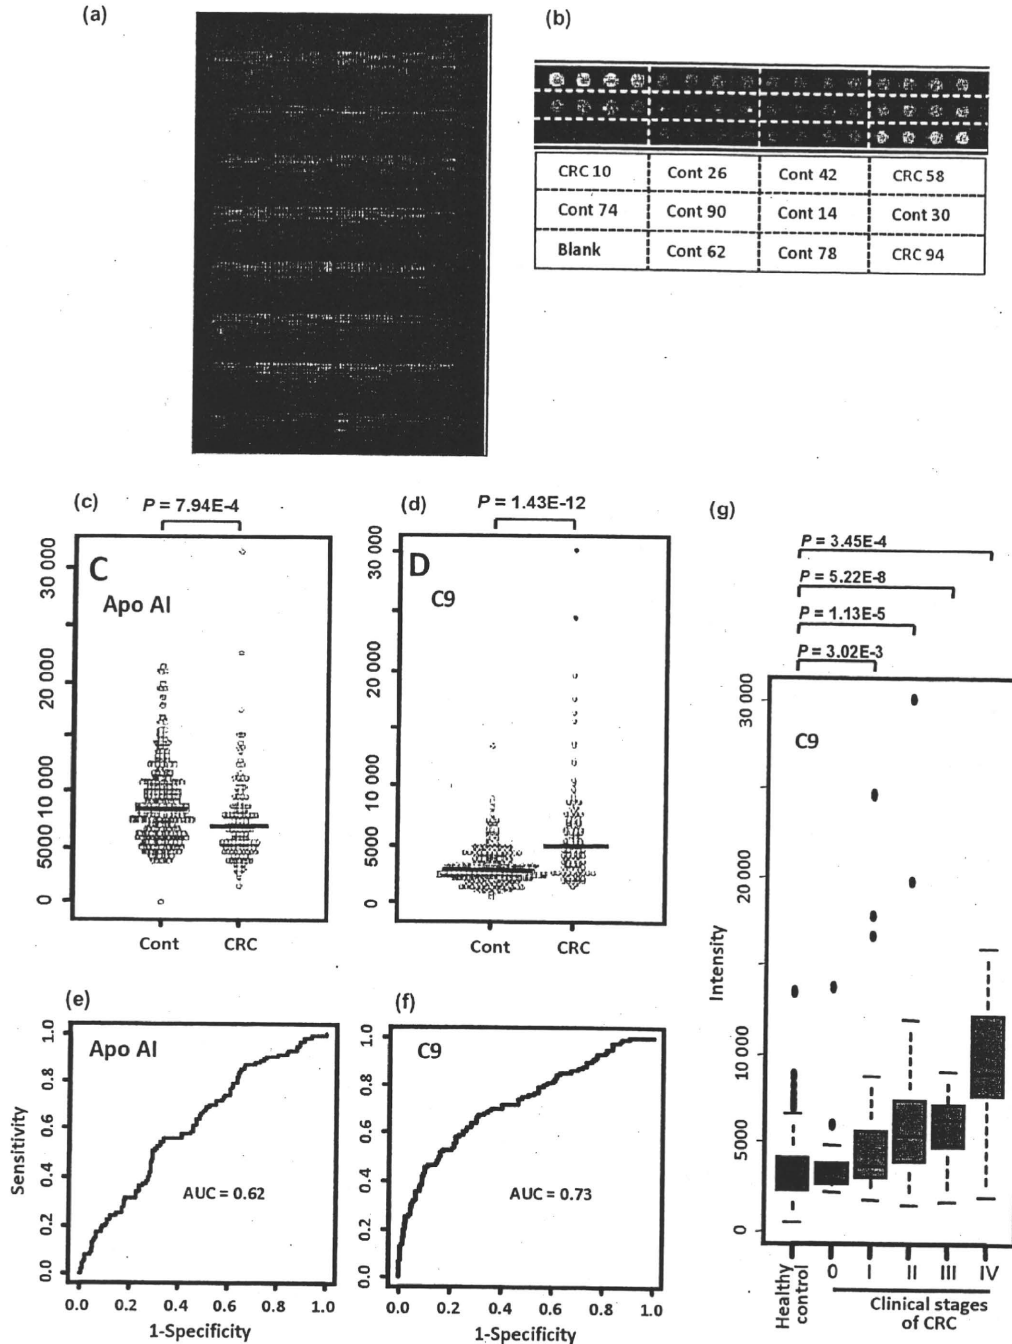 (a)
(b)
CRC 10 Cont 26 Cont 42 CRC 58
Cont 74 Cont 90 Cont 14 Cont 30
Blank Cont 62 Cont 78 CRC 94
(c)
P = 7.94E-4
C
Apo AI
30 000
20 000
10 000
5000
0
Cont CRC
(d)
P = 1.43E-12
D
C9
30 000
20 000
10 000
5000
0
Cont CRC
(e)
Apo AI
AUC = 0.62
Sensitivity
1.0
0.8
0.6
0.4
0.2
0.0
0.0 0.2 0.4 0.6 0.8 1.0
1-Specificity
(f)
C9
AUC = 0.73
1.0
0.8
0.6
0.4
0.2
0.0
0.0 0.2 0.4 0.6 0.8 1.0
1-Specificity
(g)
P = 3.45E-4
P = 5.22E-8
P = 1.13E-5
P = 3.02E-3
C9
Intensity
30 000
20 000
10 000
5000
0
Healthy
control
0 I II III IV
Clinical stages
of CRC